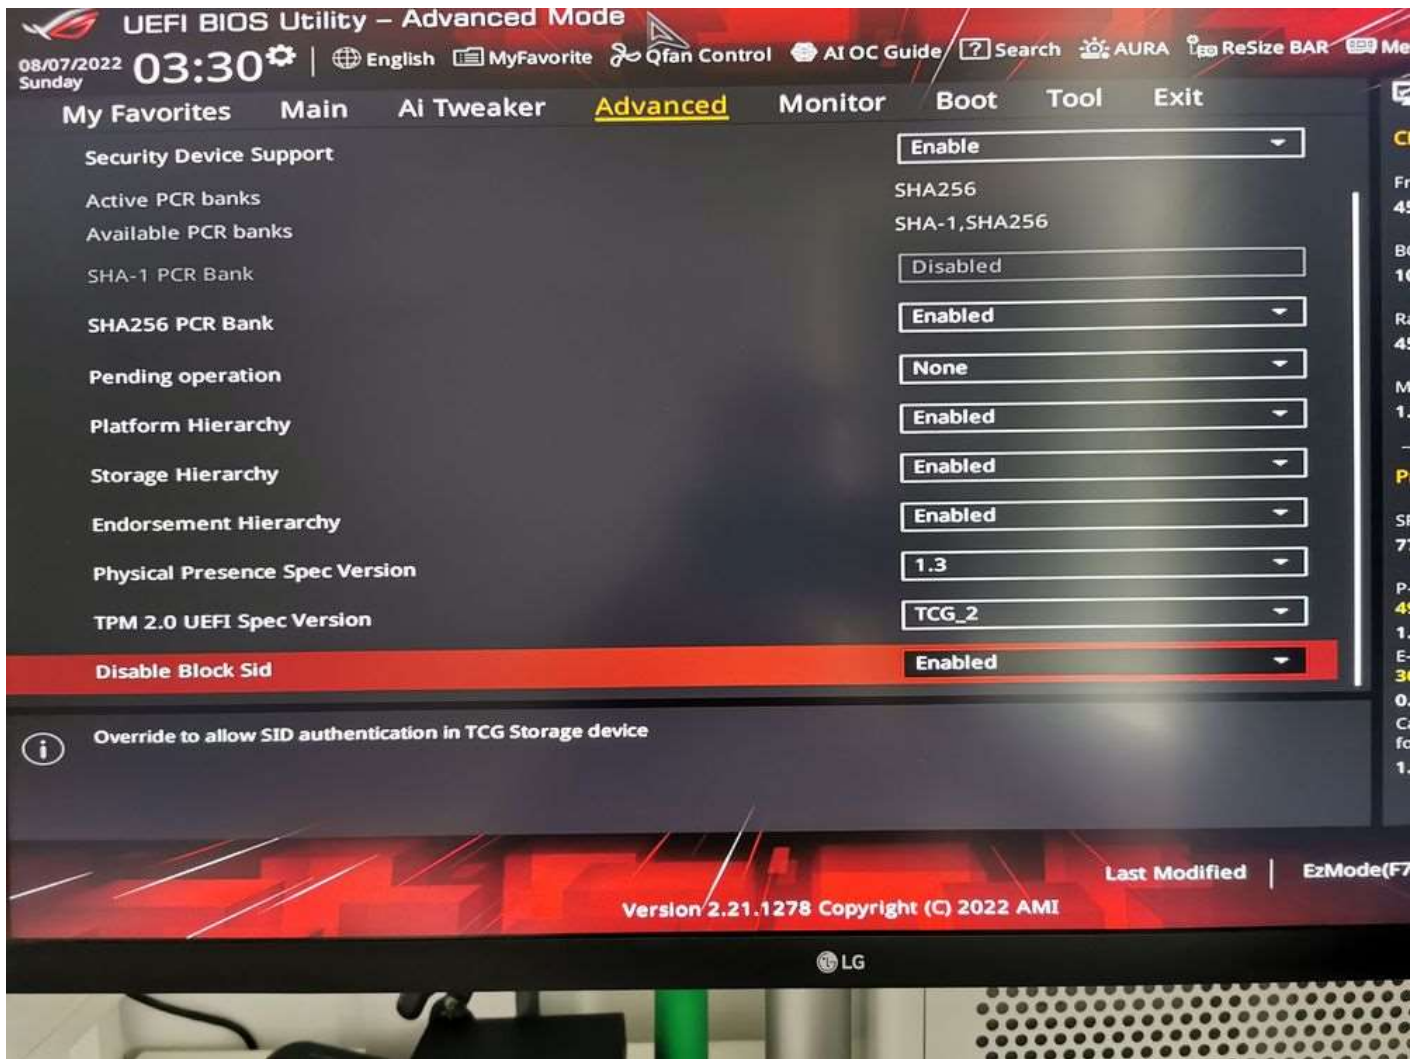 UEFI BIOS Utility – Advanced Mode
08/07/2022
Sunday
03:30
English
MyFavorite
Qfan Control
AI OC Guide
Search
AURA
ReSize BAR
My Favorites
Main
Ai Tweaker
Advanced
Monitor
Boot
Tool
Exit
Security Device Support Enable
Active PCR banks SHA256
Available PCR banks SHA-1,SHA256
SHA-1 PCR Bank Disabled
SHA256 PCR Bank Enabled
Pending operation None
Platform Hierarchy Enabled
Storage Hierarchy Enabled
Endorsement Hierarchy Enabled
Physical Presence Spec Version 1.3
TPM 2.0 UEFI Spec Version TCG_2
Disable Block Sid Enabled
Override to allow SID authentication in TCG Storage device
Last Modified
EzMode(F7
Version 2.21.1278 Copyright (C) 2022 AMI
LG